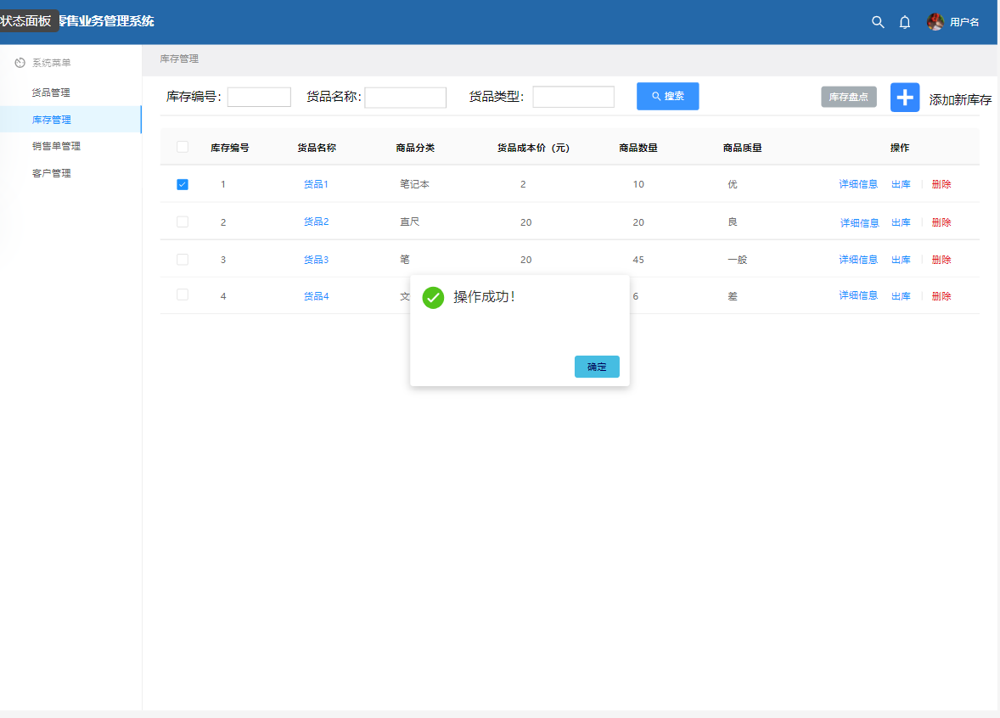 状态面板 零售业务管理系统 用户名
系统菜单
库存管理
货品管理
库存管理
销售单管理
客户管理
库存编号： 货品名称： 货品类型： 搜索 库存盘点 添加新库存
库存编号 货品名称 商品分类 货品成本价（元） 商品数量 商品质量 操作
1 货品1 笔记本 2 10 优 详细信息 出库 删除
2 货品2 直尺 20 20 良 详细信息 出库 删除
3 货品3 笔 20 45 一般 详细信息 出库 删除
4 货品4 文 6 差 详细信息 出库 删除
操作成功！
确定